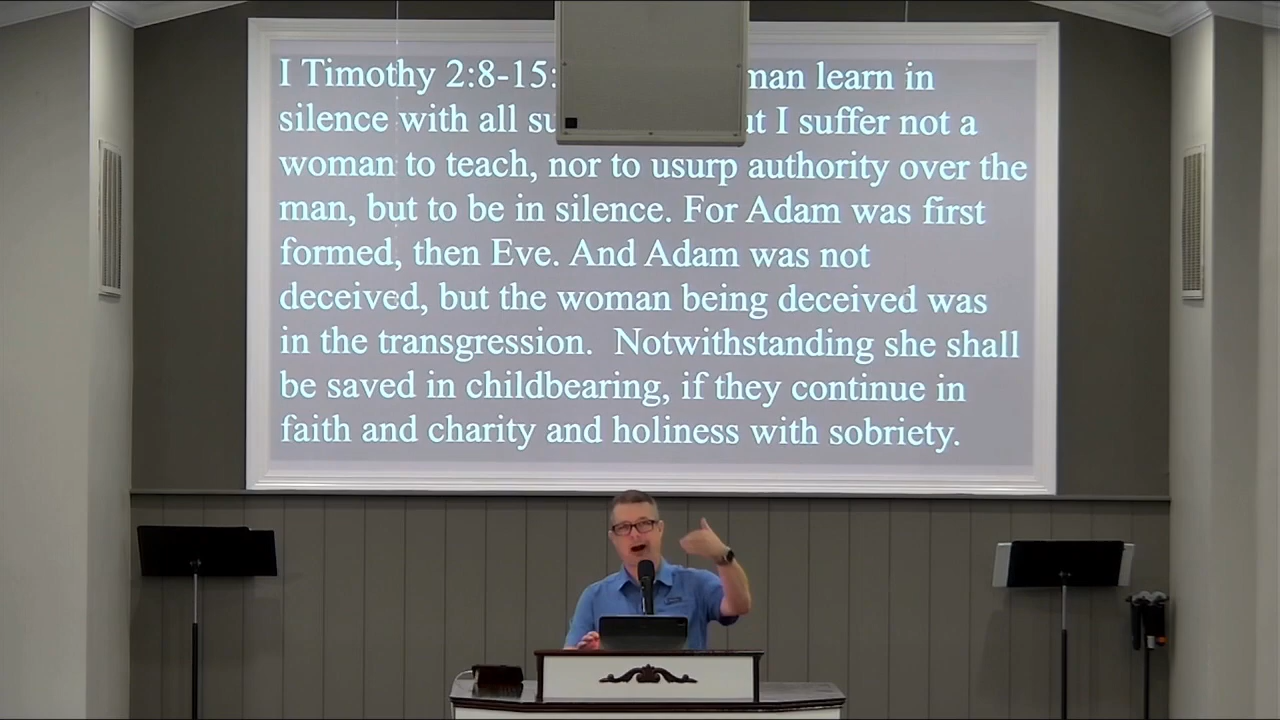 I Timothy 2:8-15: man learn in
silence with all su at I suffer not a
woman to teach, nor to usurp authority over the
man, but to be in silence. For Adam was first
formed, then Eve. And Adam was not
deceived, but the woman being deceived was
in the transgression. Notwithstanding she shall
be saved in childbearing, if they continue in
faith and charity and holiness with sobriety.